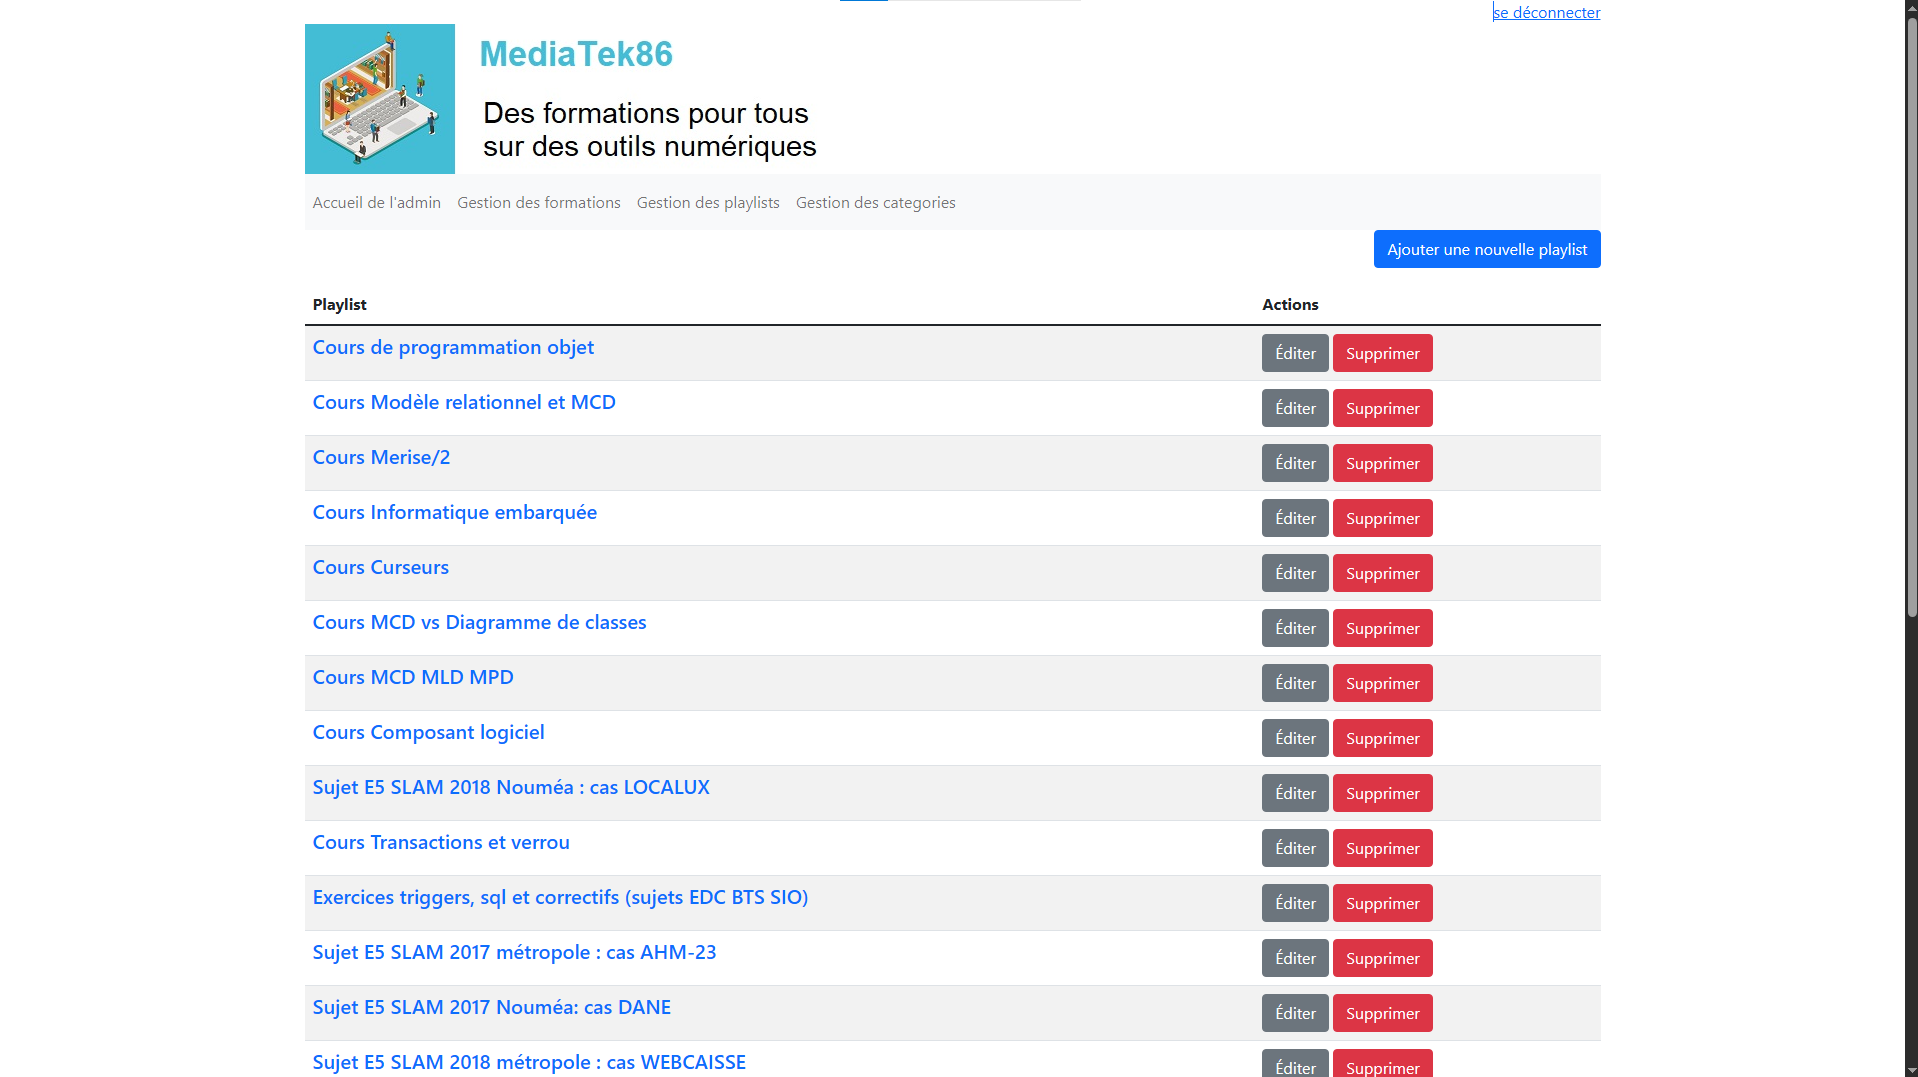 se déconnecter
MediaTek86
Des formations pour tous
sur des outils numériques
Accueil de l'admin Gestion des formations Gestion des playlists Gestion des categories
Ajouter une nouvelle playlist
Playlist Actions
Cours de programmation objet Éditer Supprimer
Cours Modèle relationnel et MCD Éditer Supprimer
Cours Merise/2 Éditer Supprimer
Cours Informatique embarquée Éditer Supprimer
Cours Curseurs Éditer Supprimer
Cours MCD vs Diagramme de classes Éditer Supprimer
Cours MCD MLD MPD Éditer Supprimer
Cours Composant logiciel Éditer Supprimer
Sujet E5 SLAM 2018 Nouméa : cas LOCALUX Éditer Supprimer
Cours Transactions et verrou Éditer Supprimer
Exercices triggers, sql et correctifs (sujets EDC BTS SIO) Éditer Supprimer
Sujet E5 SLAM 2017 métropole : cas AHM-23 Éditer Supprimer
Sujet E5 SLAM 2017 Nouméa: cas DANE Éditer Supprimer
Sujet E5 SLAM 2018 métropole : cas WEBCAISSE Éditer Supprimer